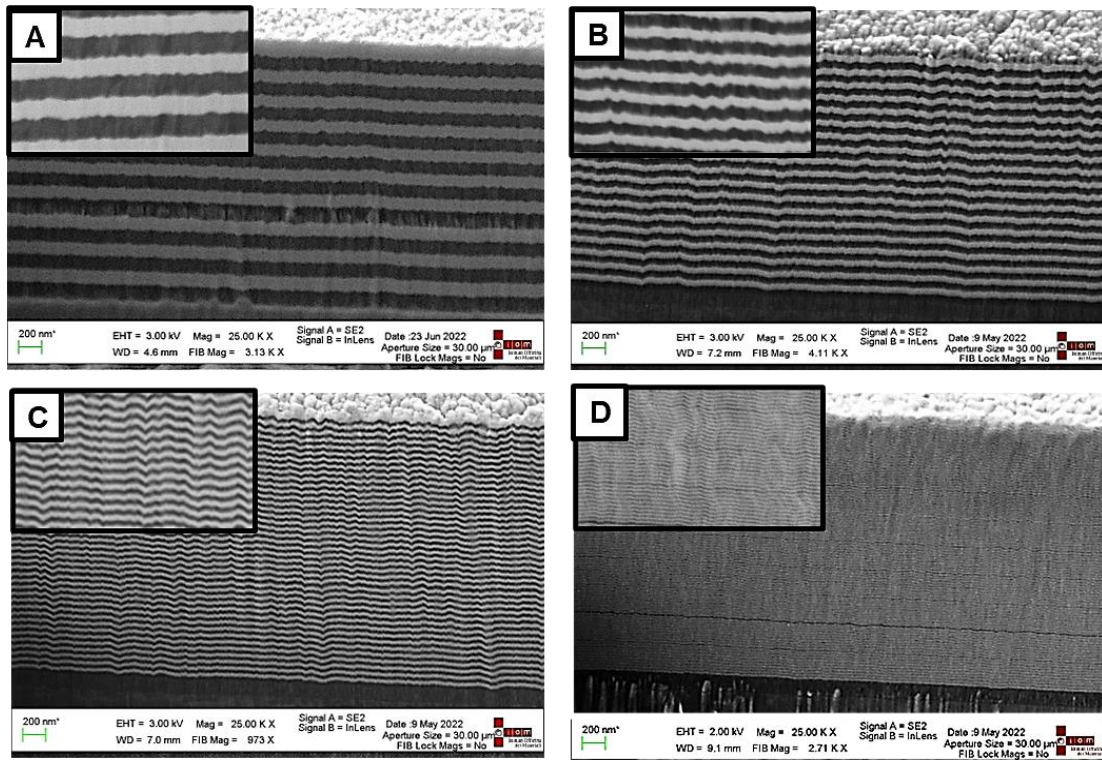 A
200 nm*
EHT = 3.00 kV
Mag = 25.00 K X
Signal A = SE2
Signal B = InLens
Date :23 Jun 2022
WD = 4.6 mm
FIB Mag = 3.13 K X
Aperture Size = 30.00 µm
FIB Lock Mags = No
B
200 nm*
EHT = 3.00 kV
Mag = 25.00 K X
Signal A = SE2
Signal B = InLens
Date :9 May 2022
WD = 7.2 mm
FIB Mag = 4.11 K X
Aperture Size = 30.00 µm
FIB Lock Mags = No
C
200 nm*
EHT = 3.00 kV
Mag = 25.00 K X
Signal A = SE2
Signal B = InLens
Date :9 May 2022
WD = 7.0 mm
FIB Mag = 973 X
Aperture Size = 30.00 µm
FIB Lock Mags = No
D
200 nm*
EHT = 2.00 kV
Mag = 25.00 K X
Signal A = SE2
Signal B = InLens
Date :9 May 2022
WD = 9.1 mm
FIB Mag = 2.71 K X
Aperture Size = 30.00 µm
FIB Lock Mags = No